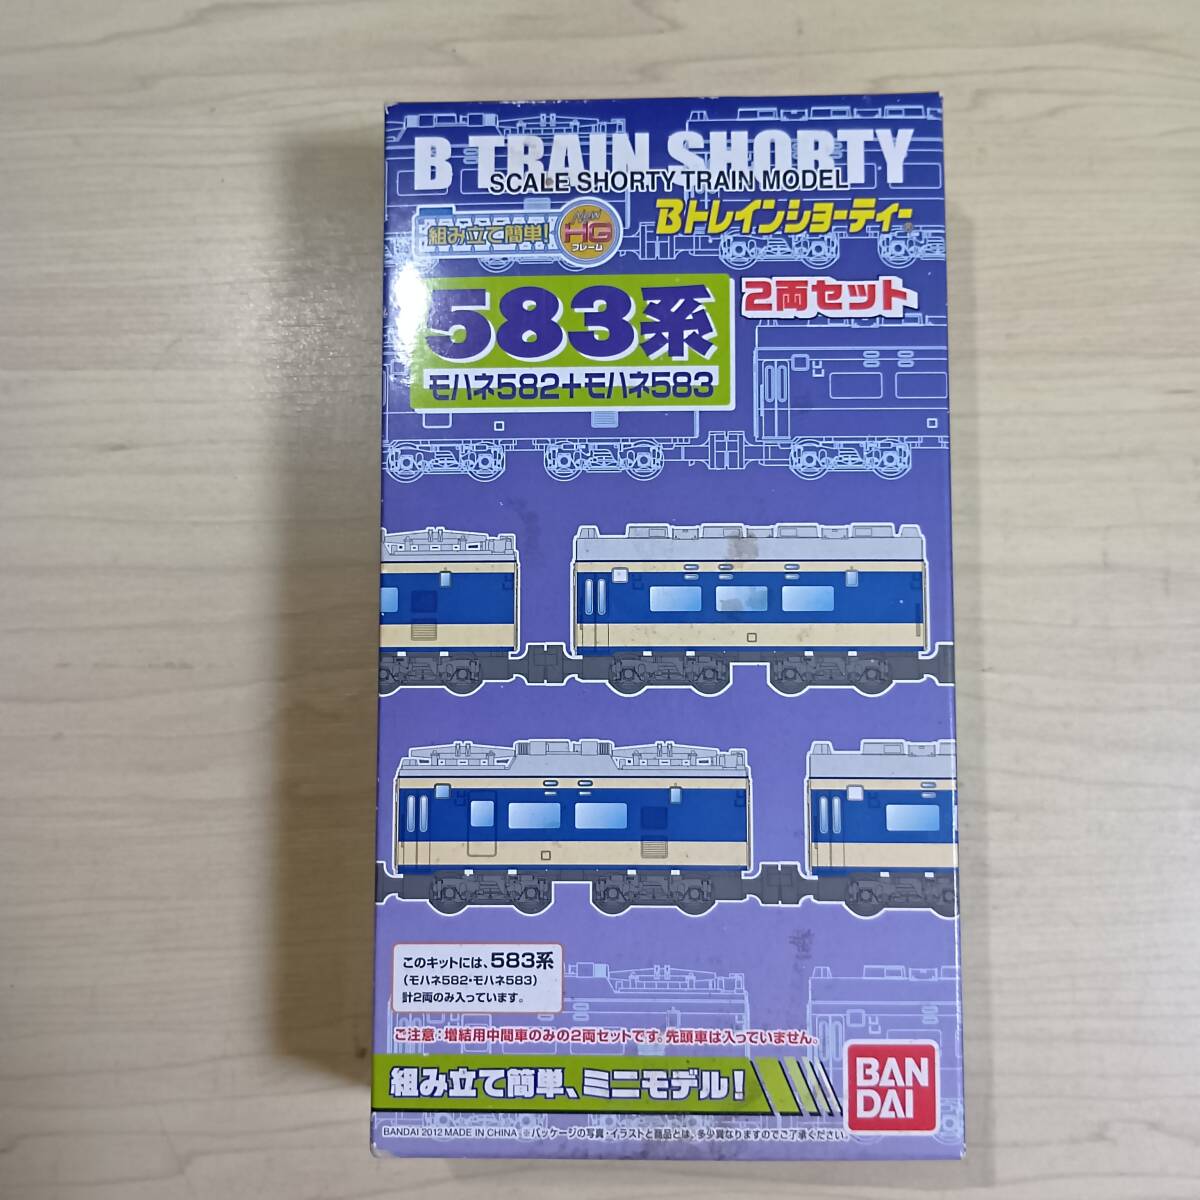 B TRAIN SHORTY
SCALE SHORTY TRAIN MODEL
Bトレインショーティー
組み立て簡単!
New
HG
フレーム
583系
2両セット
モハネ582+モハネ583
このキットには、583系
(モハネ582・モハネ583)
計2両のみ入っています。
ご注意:増結用中間車のみの2両セットです。先頭車は入っていません。
組み立て簡単、ミニモデル!
BAN
DAI
BANDAI 2012 MADE IN CHINA ※パッケージの写真・イラストと商品とは、多少異なりますのでご了承ください。